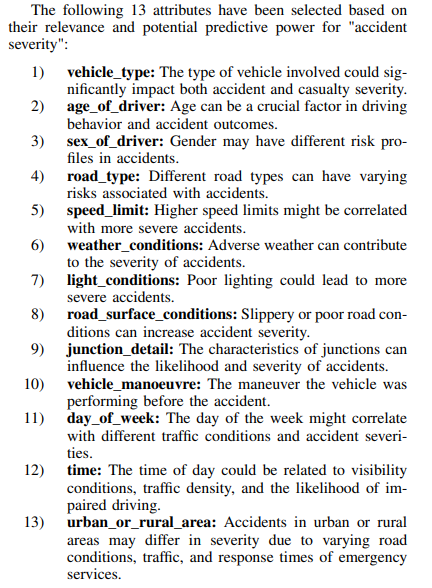 The following 13 attributes have been selected based on
their relevance and potential predictive power for "accident
severity":
1) vehicle_type: The type of vehicle involved could sig-
nificantly impact both accident and casualty severity.
2) age_of_driver: Age can be a crucial factor in driving
behavior and accident outcomes.
3) sex_of_driver: Gender may have different risk pro-
files in accidents.
4) road_type: Different road types can have varying
risks associated with accidents.
5) speed_limit: Higher speed limits might be correlated
with more severe accidents.
6) weather_conditions: Adverse weather can contribute
to the severity of accidents.
7) light_conditions: Poor lighting could lead to more
severe accidents.
8) road_surface_conditions: Slippery or poor road con-
ditions can increase accident severity.
9) junction_detail: The characteristics of junctions can
influence the likelihood and severity of accidents.
10) vehicle_manoeuvre: The maneuver the vehicle was
performing before the accident.
11) day_of_week: The day of the week might correlate
with different traffic conditions and accident severi-
ties.
12) time: The time of day could be related to visibility
conditions, traffic density, and the likelihood of im-
paired driving.
13) urban_or_rural_area: Accidents in urban or rural
areas may differ in severity due to varying road
conditions, traffic, and response times of emergency
services.